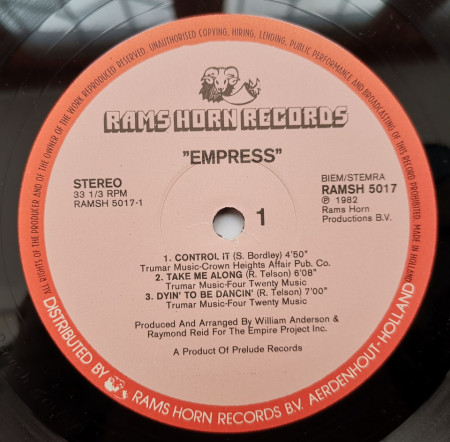 ALL RIGHTS OF THE PRODUCER AND OF THE OWNER OF THE WORK REPRODUCED RESERVED. UNAUTHORISED COPYING, HIRING, LENDING, PUBLIC PERFORMANCE AND BROADCASTING OF THIS RECORD PROHIBITED. MADE IN HOLLAND
RAMS HORN RECORDS
"EMPRESS"
STEREO
33 1/3 RPM
RAMSH 5017-1
BIEM/STEMRA
RAMSH 5017
℗ 1982
Rams Horn
Productions B.V.
1
1. CONTROL IT (S. Bordley) 4'50"
Trumar Music-Crown Heights Affair Pub. Co.
2. TAKE ME ALONG (R. Telson) 6'08"
Trumar Music-Four Twenty Music
3. DYIN' TO BE DANCIN' (R. Telson) 7'00"
Trumar Music-Four Twenty Music
Produced And Arranged By William Anderson &
Raymond Reid For The Empire Project Inc.
A Product Of Prelude Records
DISTRIBUTED BY RAMS HORN RECORDS B.V. AERDENHOUT-HOLLAND